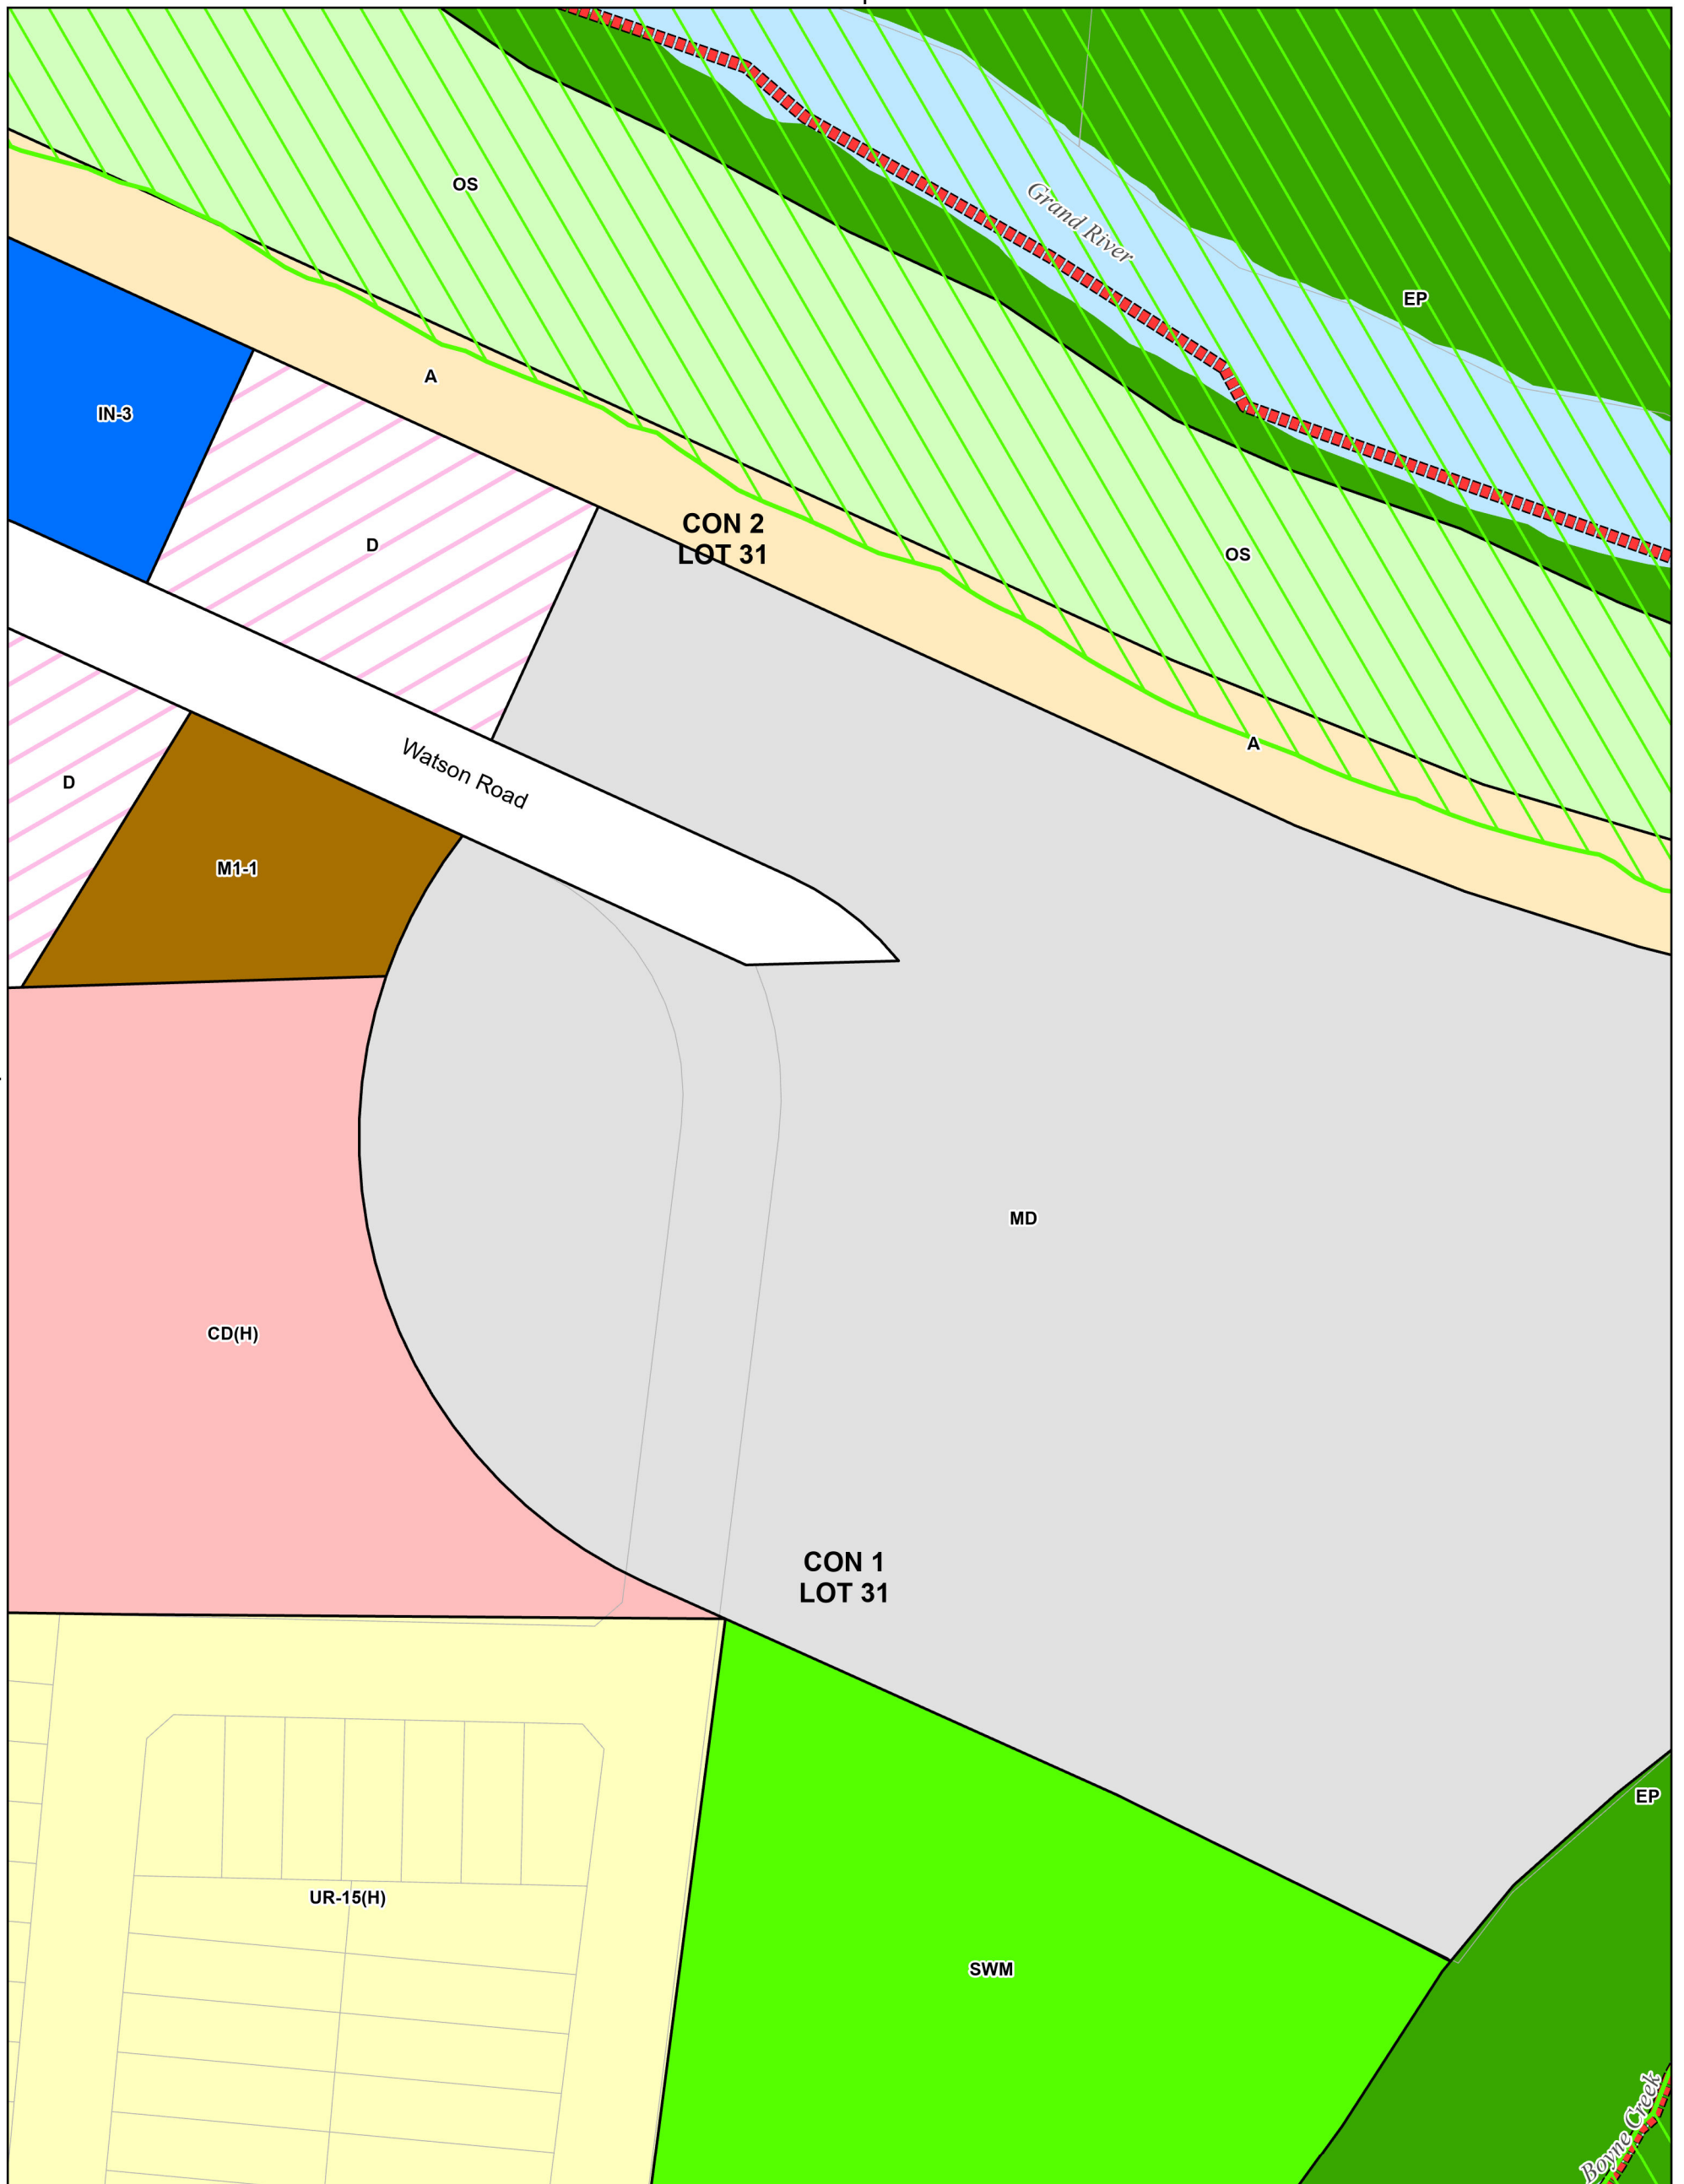 OS
Grand River
EP
A
IN-3
CON 2
LOT 31
D
OS
A
Watson Road
D
M1-1
MD
CD(H)
CON 1
LOT 31
EP
UR-15(H)
SWM
Boyne Creek